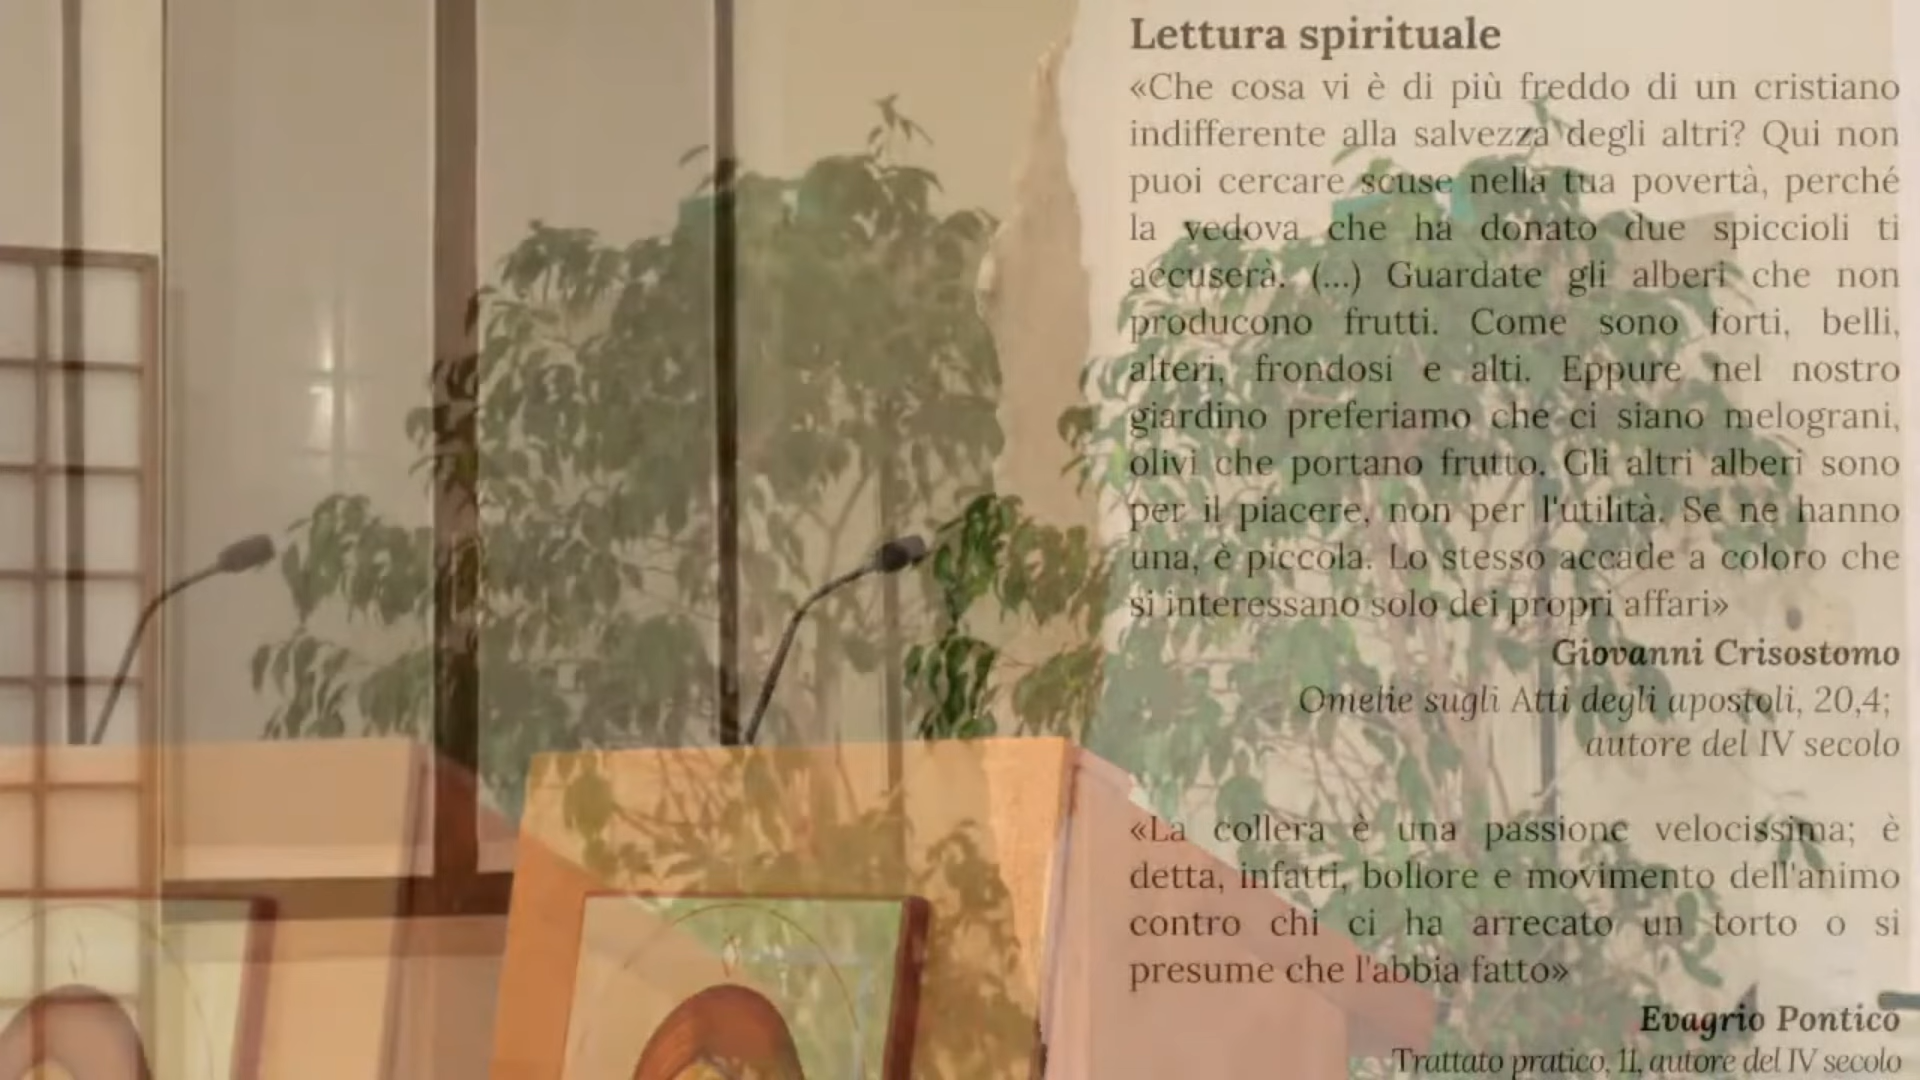 Lettura spirituale
«Che cosa vi è di più freddo di un cristiano
indifferente alla salvezza degli altri? Qui non
puoi cercare scuse nella tua povertà, perché
la vedova che ha donato due spiccioli ti
accuserà. (...) Guardate gli alberi che non
producono frutti. Come sono forti, belli,
alteri, frondosi e alti. Eppure nel nostro
giardino preferiamo che ci siano melograni,
olivi che portano frutto. Gli altri alberi sono
per il piacere, non per l'utilità. Se ne hanno
una, è piccola. Lo stesso accade a coloro che
si interessano solo dei propri affari»
Giovanni Crisostomo
Omelie sugli Atti degli apostoli, 20,4;
autore del IV secolo
«La collera è una passione velocissima; è
detta, infatti, bollore e movimento dell'animo
contro chi ci ha arrecato un torto o si
presume che l'abbia fatto»
Evagrio Pontico
Trattato pratico, 11, autore del IV secolo